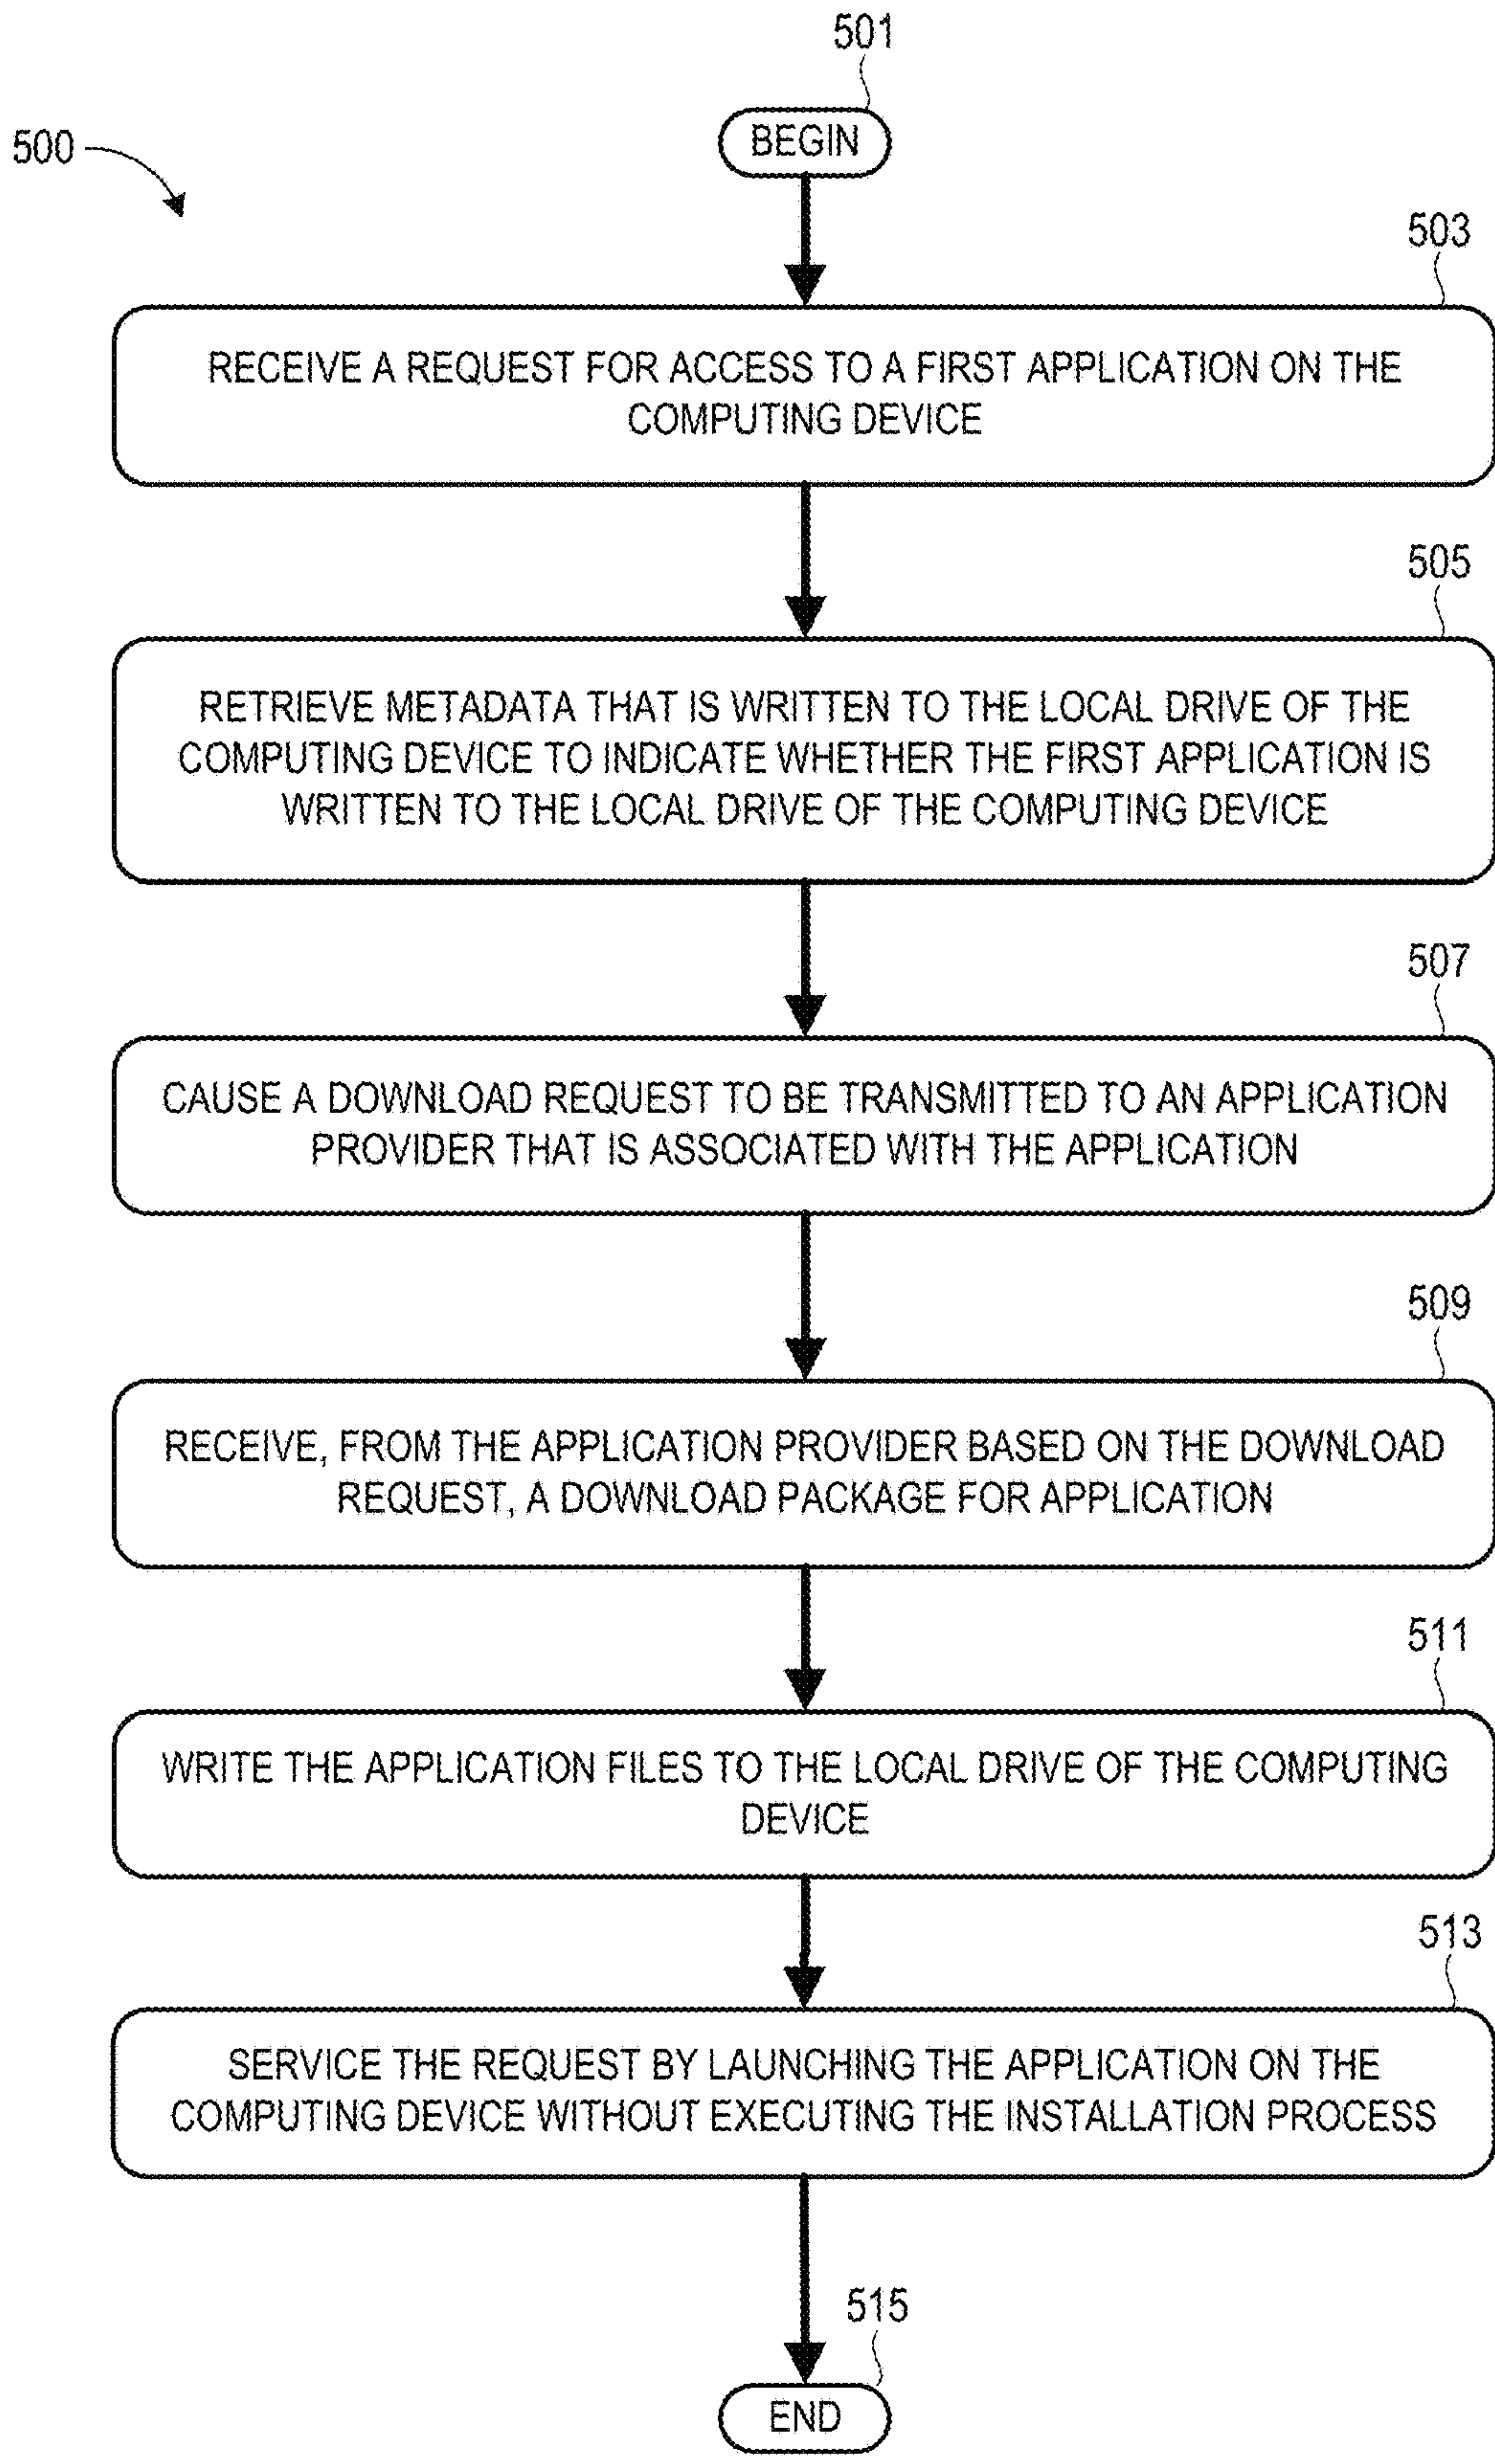 501
BEGIN
500
503
RECEIVE A REQUEST FOR ACCESS TO A FIRST APPLICATION ON THE
COMPUTING DEVICE
505
RETRIEVE METADATA THAT IS WRITTEN TO THE LOCAL DRIVE OF THE
COMPUTING DEVICE TO INDICATE WHETHER THE FIRST APPLICATION IS
WRITTEN TO THE LOCAL DRIVE OF THE COMPUTING DEVICE
507
CAUSE A DOWNLOAD REQUEST TO BE TRANSMITTED TO AN APPLICATION
PROVIDER THAT IS ASSOCIATED WITH THE APPLICATION
509
RECEIVE, FROM THE APPLICATION PROVIDER BASED ON THE DOWNLOAD
REQUEST, A DOWNLOAD PACKAGE FOR APPLICATION
511
WRITE THE APPLICATION FILES TO THE LOCAL DRIVE OF THE COMPUTING
DEVICE
513
SERVICE THE REQUEST BY LAUNCHING THE APPLICATION ON THE
COMPUTING DEVICE WITHOUT EXECUTING THE INSTALLATION PROCESS
515
END